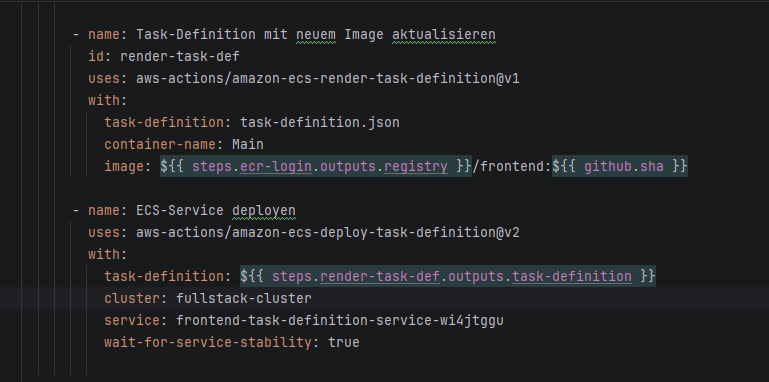 - name: Task-Definition mit neuem Image aktualisieren
id: render-task-def
uses: aws-actions/amazon-ecs-render-task-definition@v1
with:
task-definition: task-definition.json
container-name: Main
image: ${{ steps.ecr-login.outputs.registry }}/frontend:${{ github.sha }}
- name: ECS-Service deployen
uses: aws-actions/amazon-ecs-deploy-task-definition@v2
with:
task-definition: ${{ steps.render-task-def.outputs.task-definition }}
cluster: fullstack-cluster
service: frontend-task-definition-service-wi4jtggu
wait-for-service-stability: true